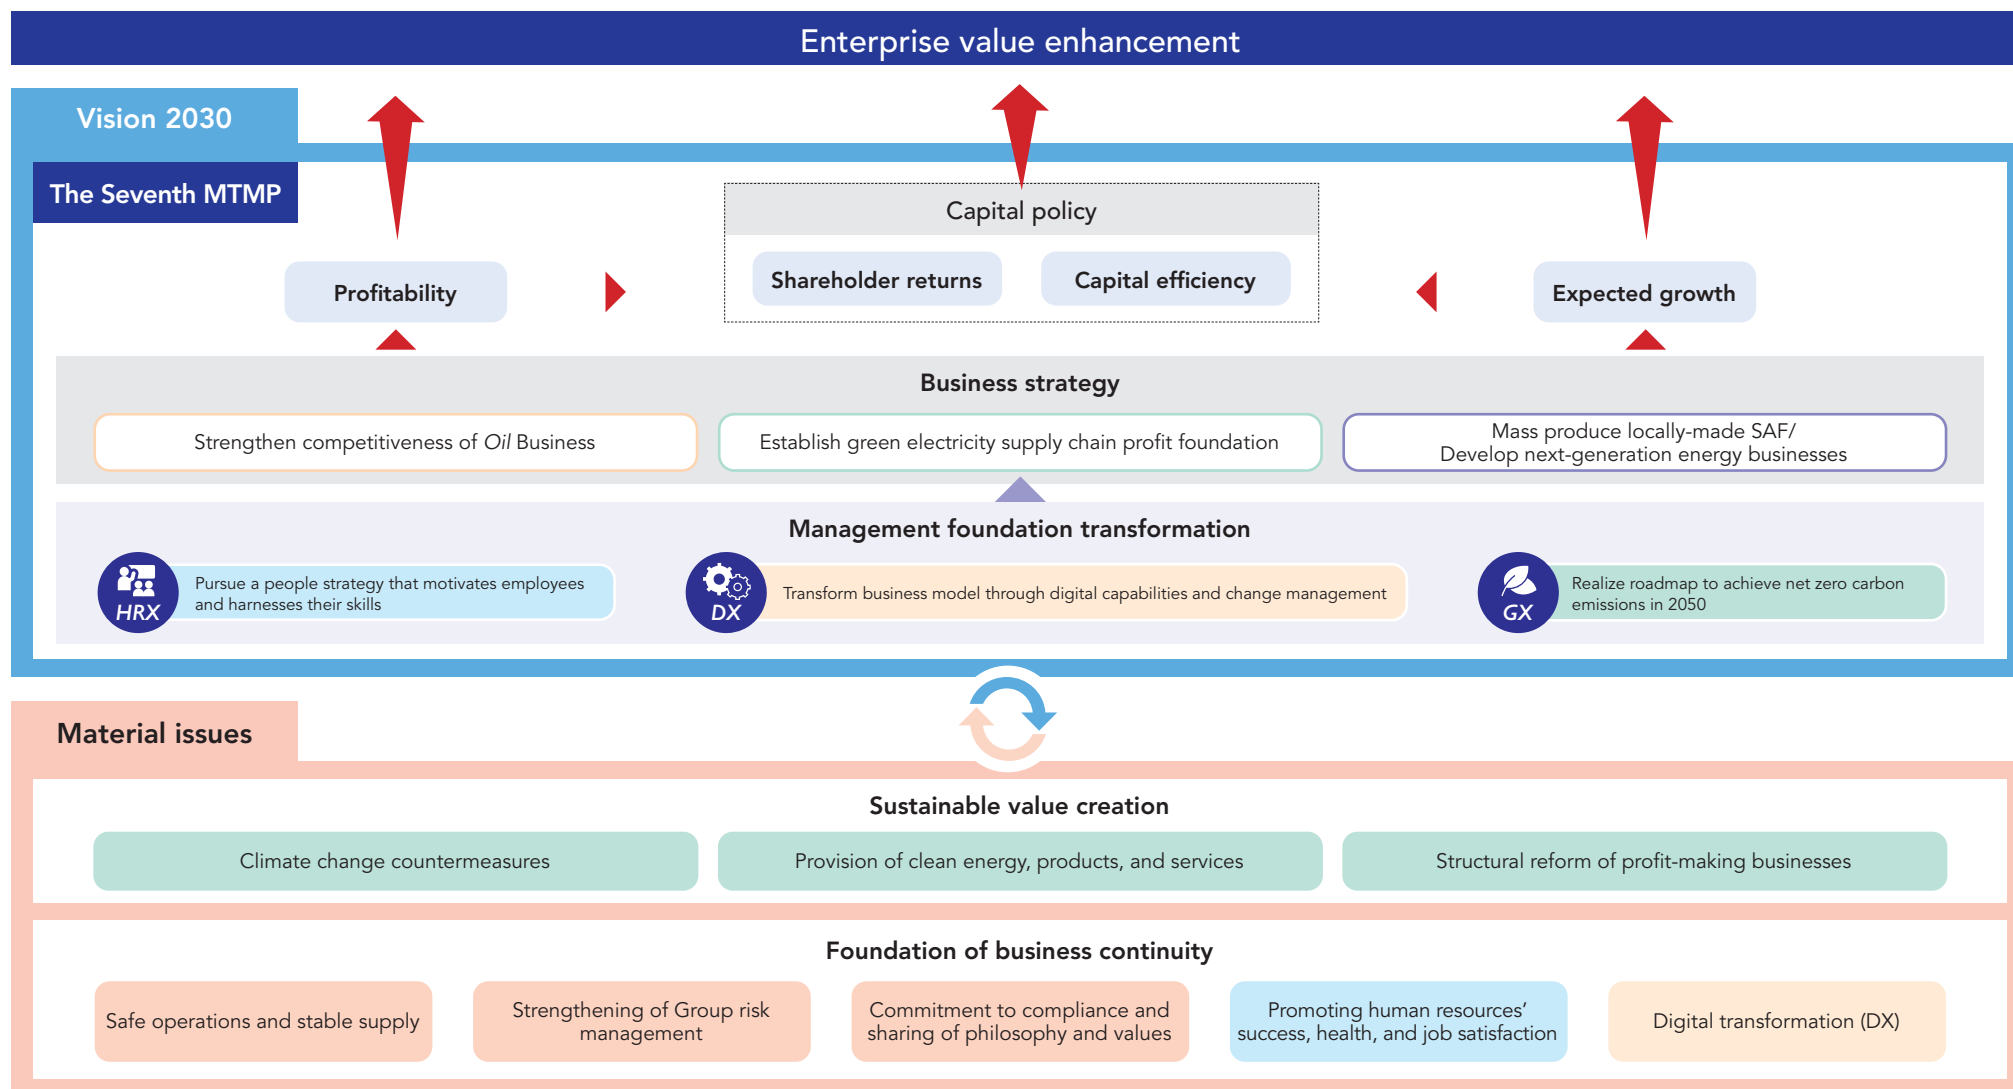 Enterprise value enhancement
Vision 2030
The Seventh MTMP
Capital policy
Profitability
Shareholder returns
Capital efficiency
Expected growth
Business strategy
Strengthen competitiveness of Oil Business
Establish green electricity supply chain profit foundation
Mass produce locally-made SAF/
Develop next-generation energy businesses
Management foundation transformation
HRX
Pursue a people strategy that motivates employees
and harnesses their skills
DX
Transform business model through digital capabilities and change management
GX
Realize roadmap to achieve net zero carbon
emissions in 2050
Material issues
Sustainable value creation
Climate change countermeasures
Provision of clean energy, products, and services
Structural reform of profit-making businesses
Foundation of business continuity
Safe operations and stable supply
Strengthening of Group risk
management
Commitment to compliance and
sharing of philosophy and values
Promoting human resources’
success, health, and job satisfaction
Digital transformation (DX)